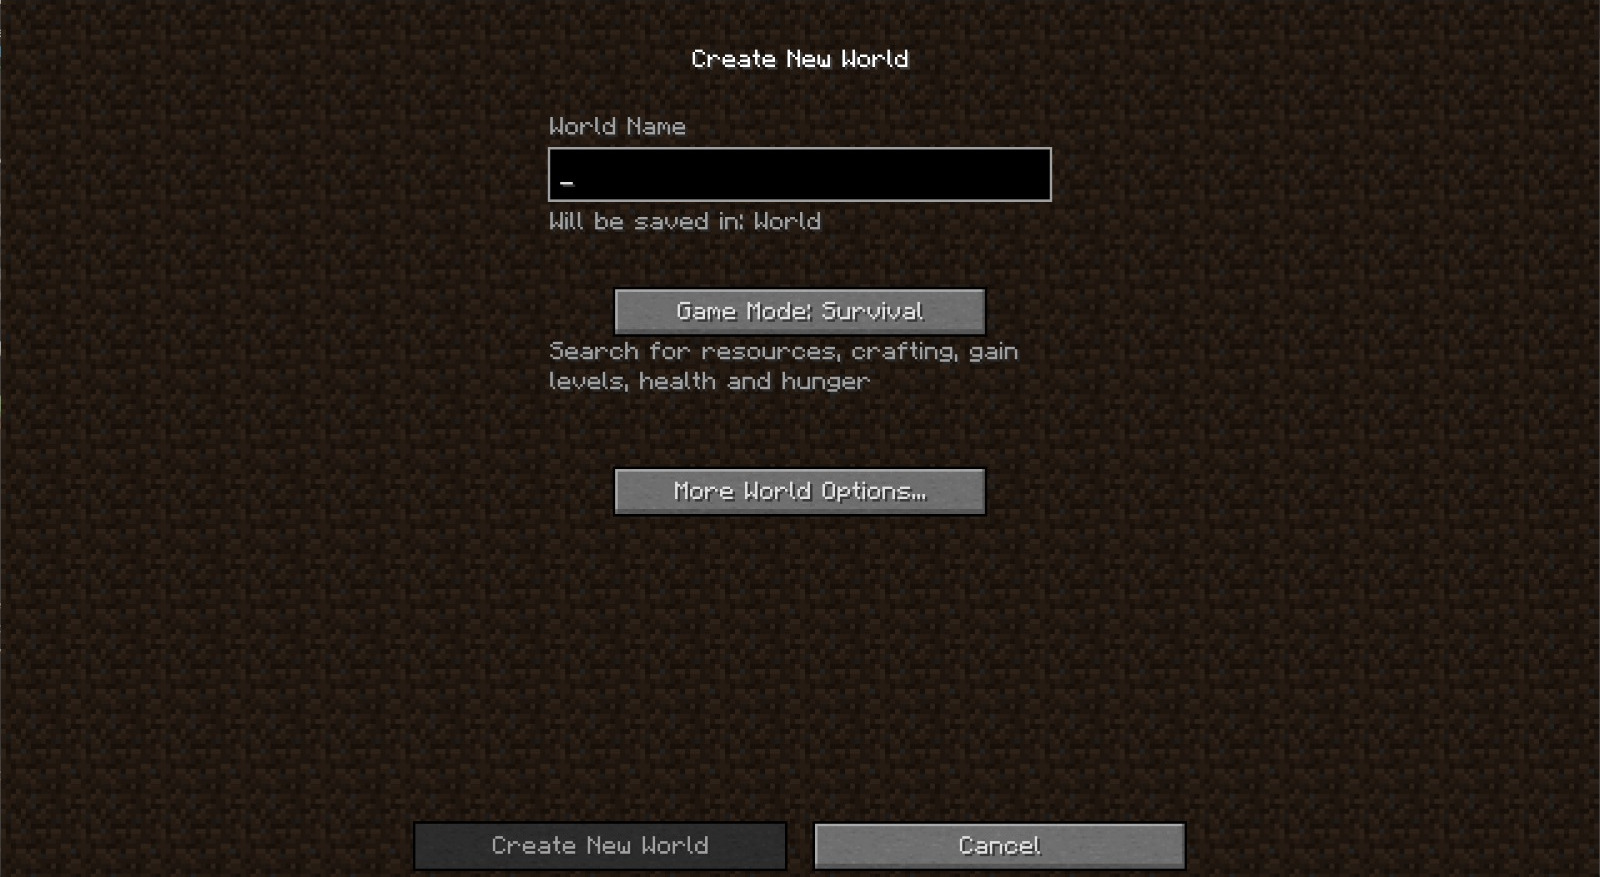 Create New World
World Name
_
Will be saved in: World
Game Mode: Survival
Search for resources, crafting, gain
levels, health and hunger
More World Options...
Create New World
Cancel